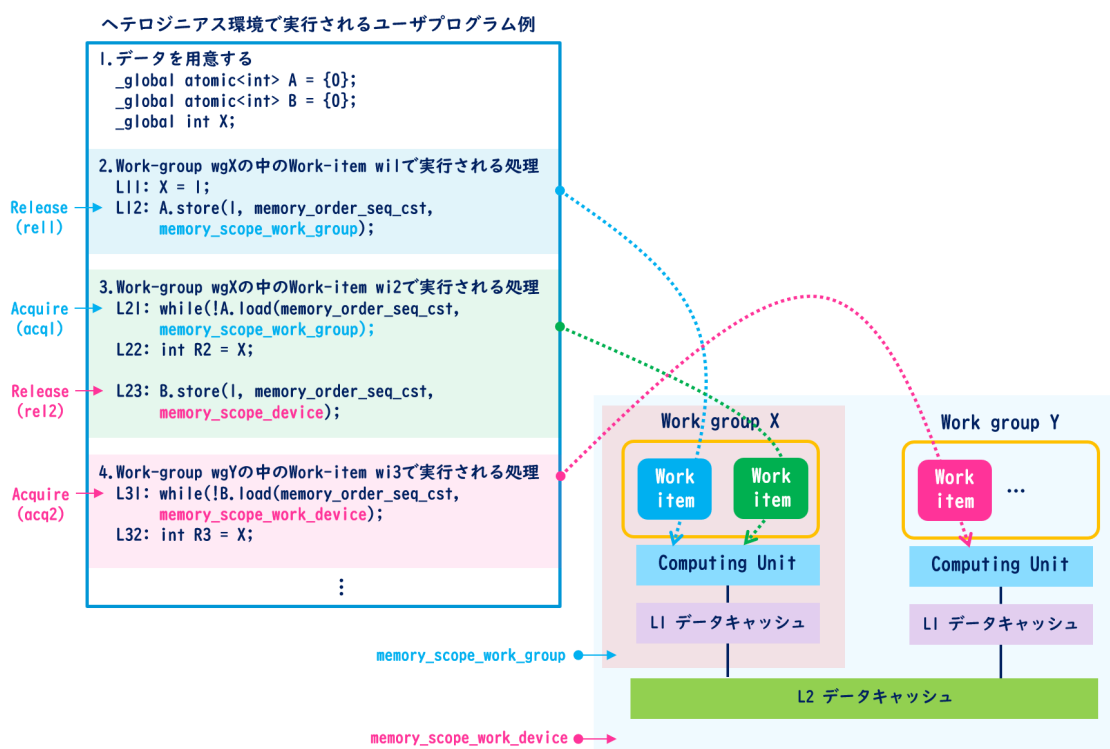 ヘテロジニアス環境で実行されるユーザプログラム例
1.データを用意する
_global atomic<int> A = {0};
_global atomic<int> B = {0};
_global int X;
2.Work-group wgXの中のWork-item wi1で実行される処理
L11: X = 1;
Release
(rel1)
L12: A.store(1, memory_order_seq_cst,
memory_scope_work_group);
3.Work-group wgXの中のWork-item wi2で実行される処理
Acquire
(acq1)
L21: while(!A.load(memory_order_seq_cst,
memory_scope_work_group);
L22: int R2 = X;
Release
(rel2)
L23: B.store(1, memory_order_seq_cst,
memory_scope_device);
4.Work-group wgYの中のWork-item wi3で実行される処理
Acquire
(acq2)
L31: while(!B.load(memory_order_seq_cst,
memory_scope_work_device);
L32: int R3 = X;
⋮
Work group X
Work
item
Work
item
Computing Unit
L1 データキャッシュ
Work group Y
Work
item
…
Computing Unit
L1 データキャッシュ
memory_scope_work_group
L2 データキャッシュ
memory_scope_work_device